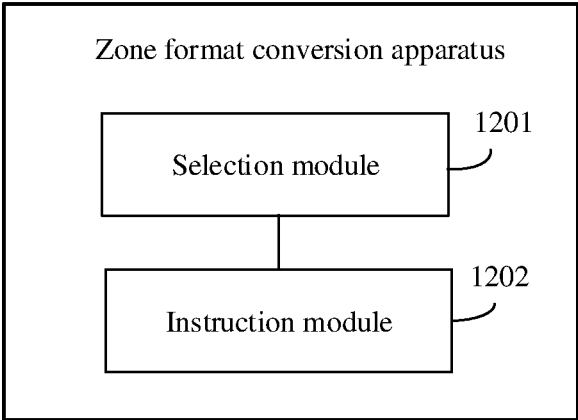 Zone format conversion apparatus
1201
Selection module
1202
Instruction module